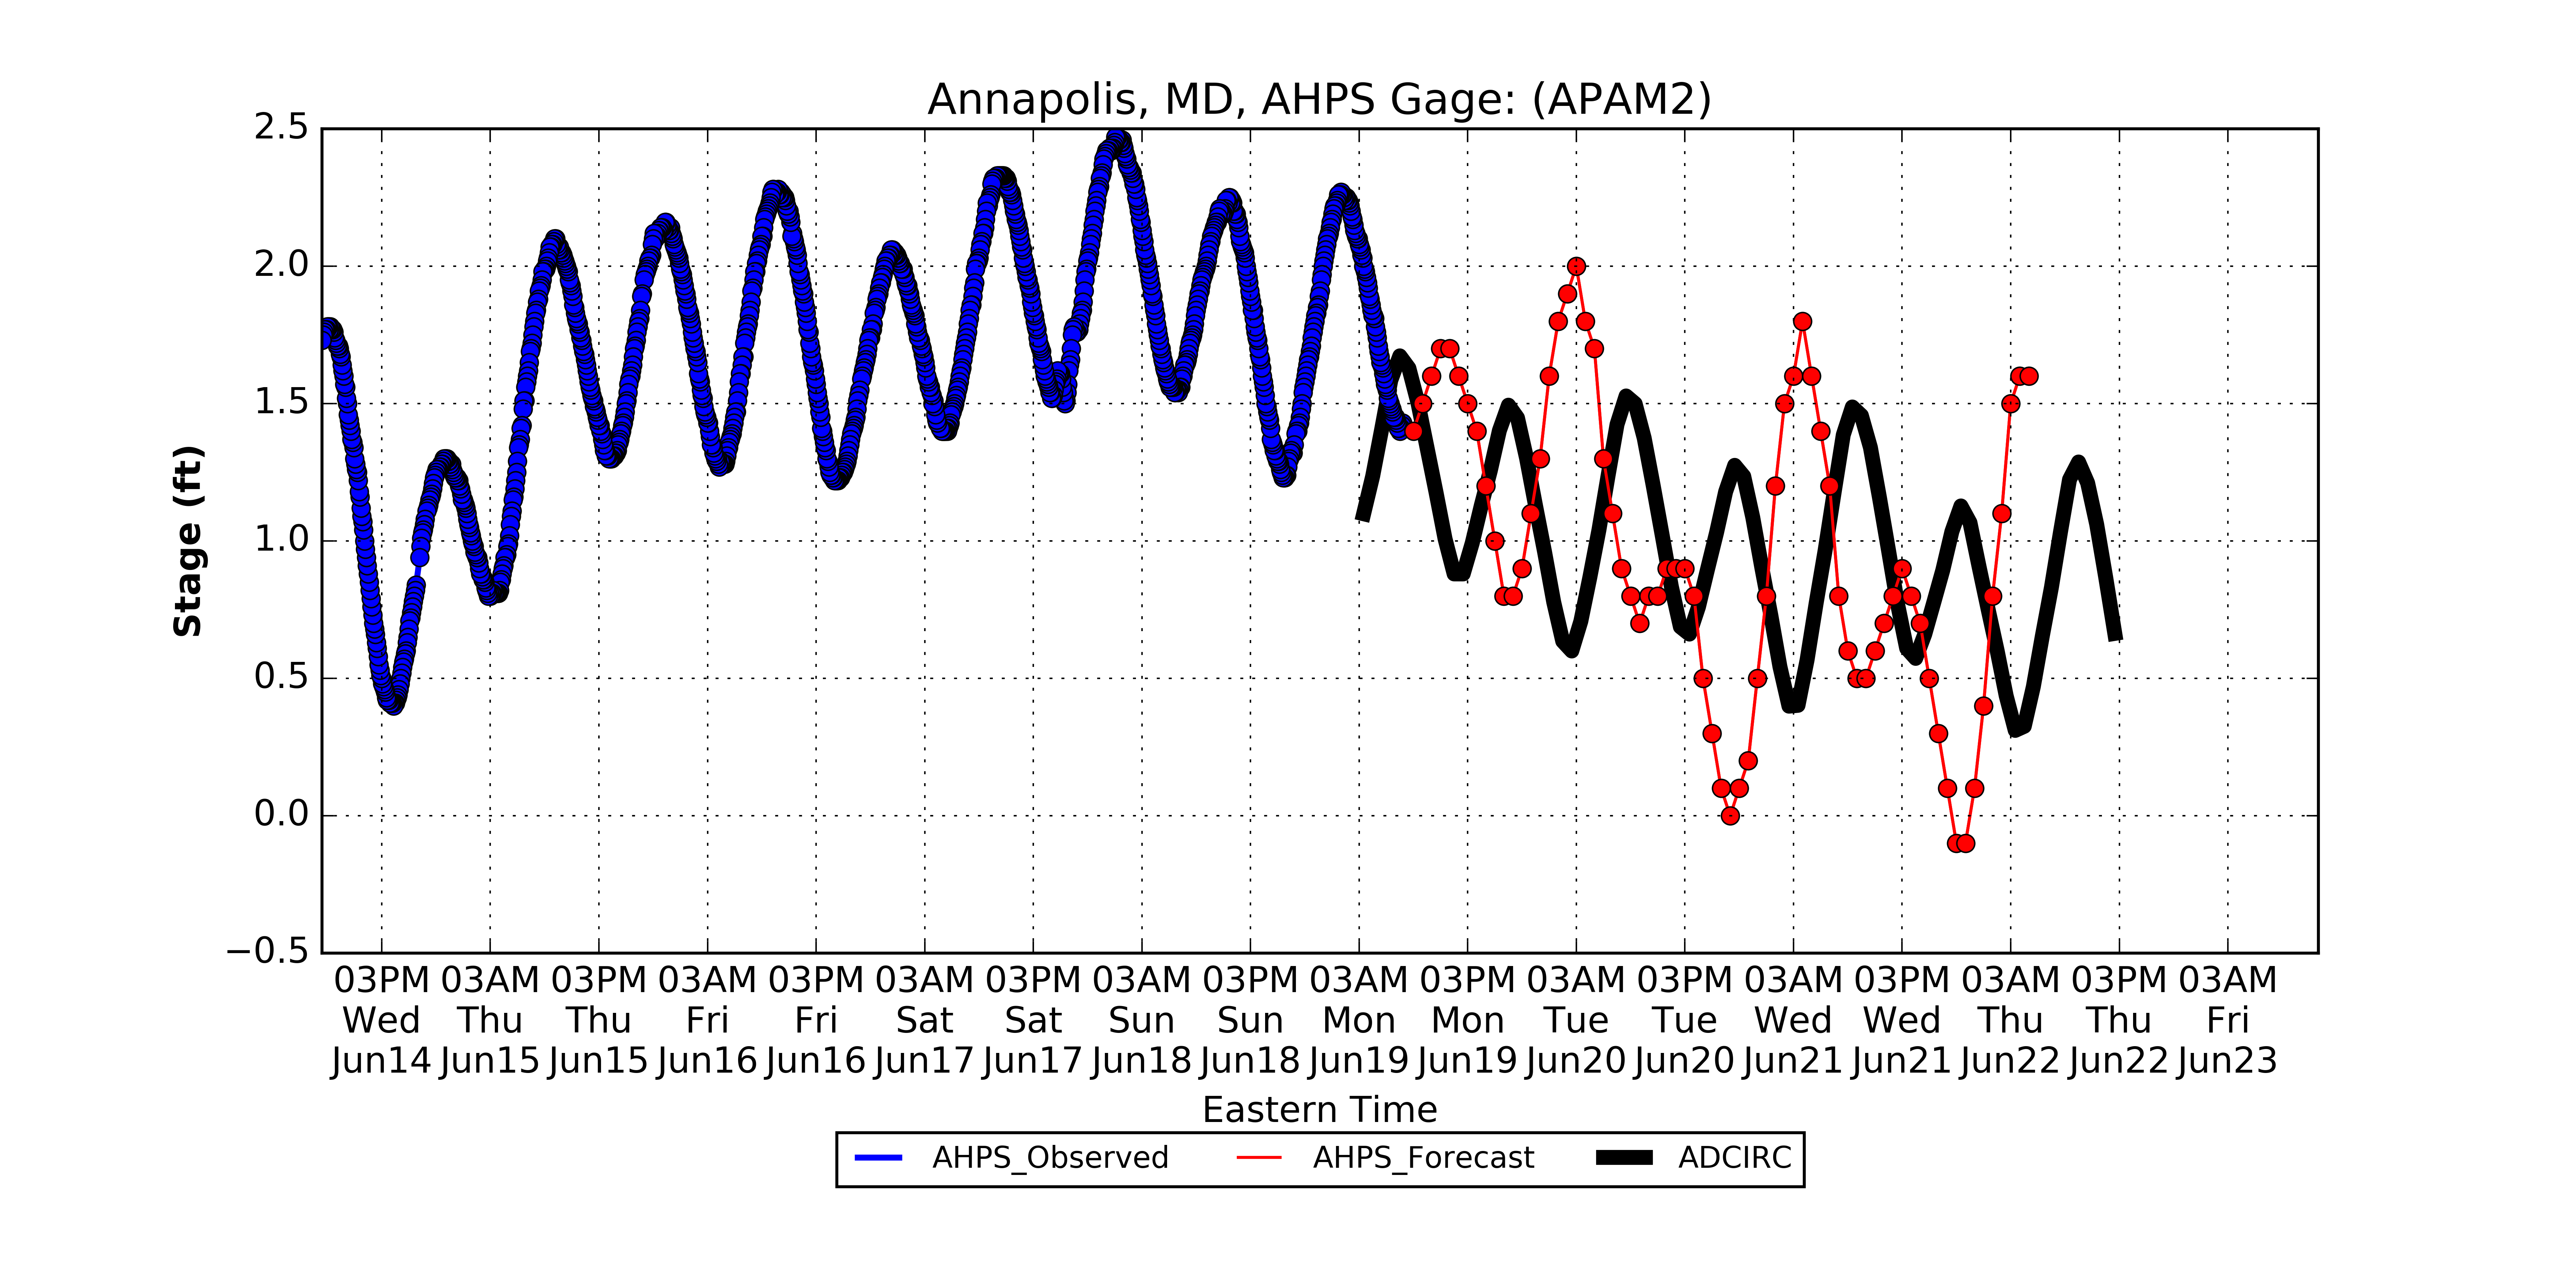 Annapolis, MD, AHPS Gage: (APAM2)
Stage (ft)
2.5
2.0
1.5
1.0
0.5
0.0
−0.5
03PM 03AM 03PM 03AM 03PM 03AM 03PM 03AM 03PM 03AM 03PM 03AM 03PM 03AM 03PM 03AM 03PM 03AM
Wed Thu Thu Fri Fri Sat Sat Sun Sun Mon Mon Tue Tue Wed Wed Thu Thu Fri
Jun14 Jun15 Jun15 Jun16 Jun16 Jun17 Jun17 Jun18 Jun18 Jun19 Jun19 Jun20 Jun20 Jun21 Jun21 Jun22 Jun22 Jun23
Eastern Time
AHPS_Observed AHPS_Forecast ADCIRC